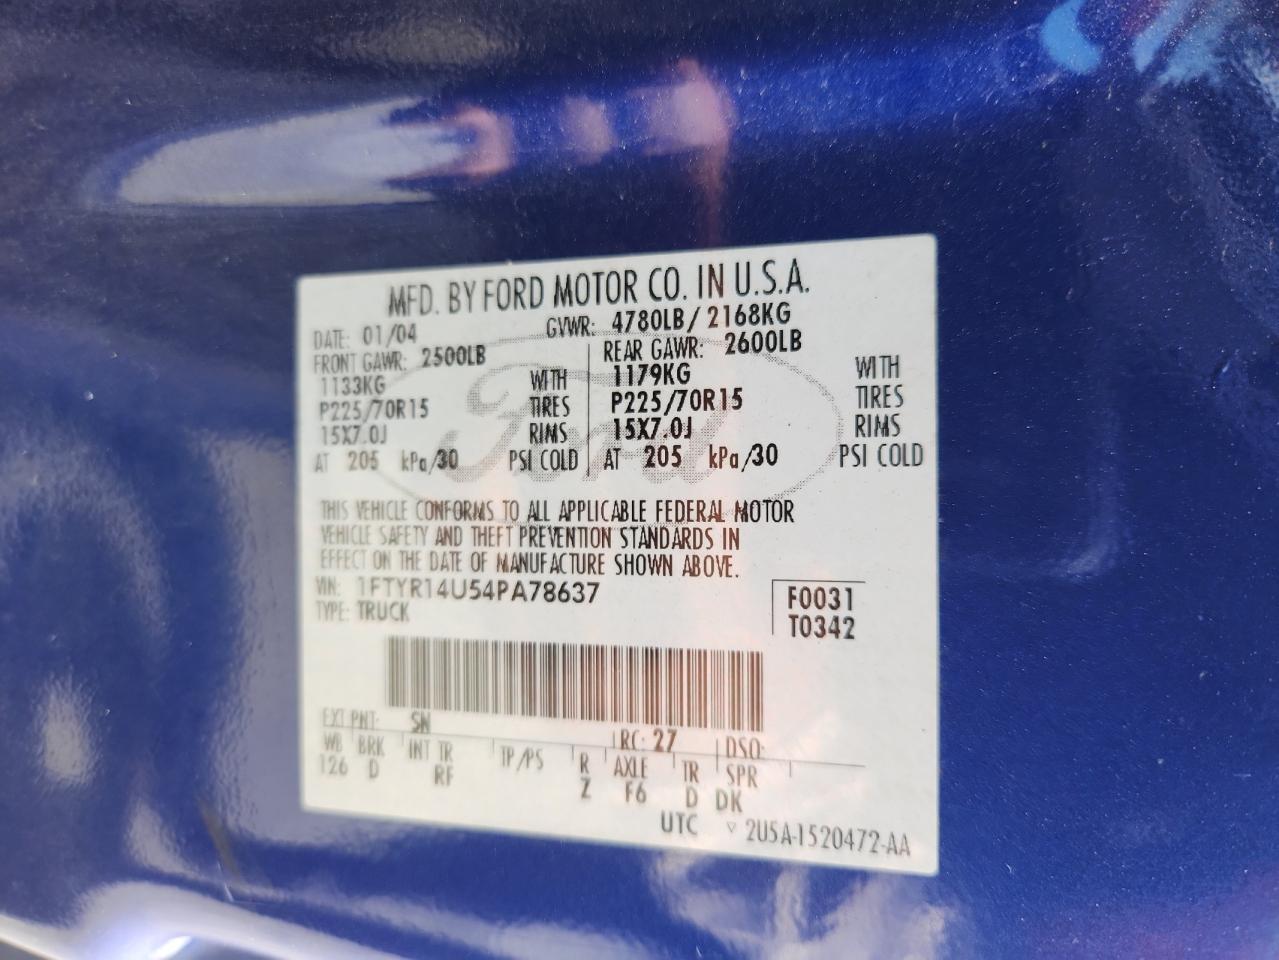 MFD. BY FORD MOTOR CO. IN U.S.A.
DATE: 01/04 GVWR: 4780LB/ 2168KG
FRONT GAWR: 2500LB REAR GAWR: 2600LB
1133KG WITH 1179KG WITH
P225/70R15 TIRES P225/70R15 TIRES
15X7.0J RIMS 15X7.0J RIMS
AT 205 kPa/30 PSI COLD AT 205 kPa/30 PSI COLD
Ford
THIS VEHICLE CONFORMS TO ALL APPLICABLE FEDERAL MOTOR
VEHICLE SAFETY AND THEFT PREVENTION STANDARDS IN
EFFECT ON THE DATE OF MANUFACTURE SHOWN ABOVE.
VIN: 1FTYR14U54PA78637 F0031
TYPE: TRUCK T0342
EXT PNT: SN RC: 27 DSO:
WB BRK INT TR TP/PS R AXLE TR SPR
126 D RF Z F6 D DK
UTC ▽ 2U5A-1520472-AA